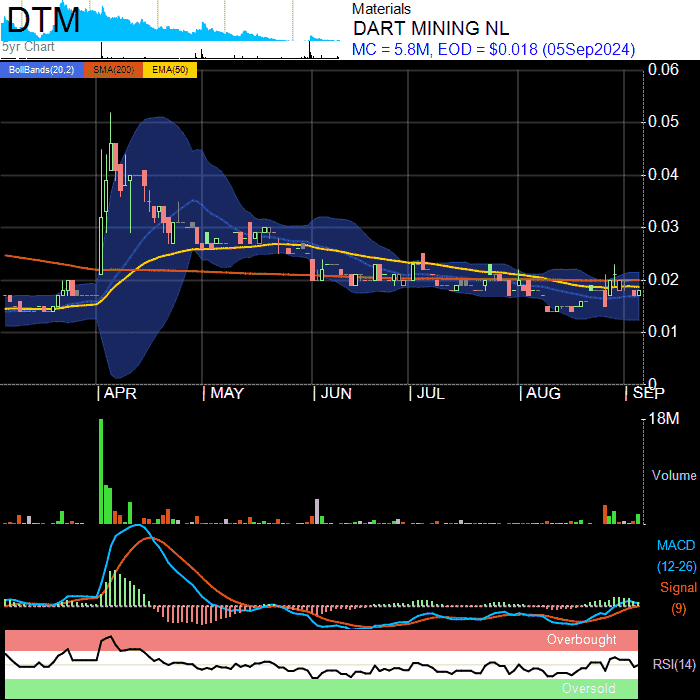 DTM
5yr Chart
Materials
DART MINING NL
MC = 5.8M, EOD = $0.018 (05Sep2024)
BollBands(20,2) SMA(200) EMA(50)
0.06
0.05
0.04
0.03
0.02
0.01
0
APR MAY JUN JUL AUG SEP
18M
Volume
MACD
(12-26)
Signal
(9)
Overbought
RSI(14)
Oversold